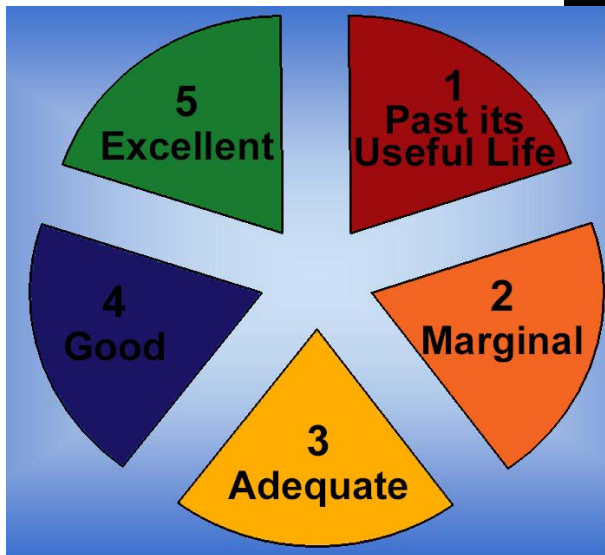 1
Past its
Useful Life
2
Marginal
3
Adequate
4
Good
5
Excellent